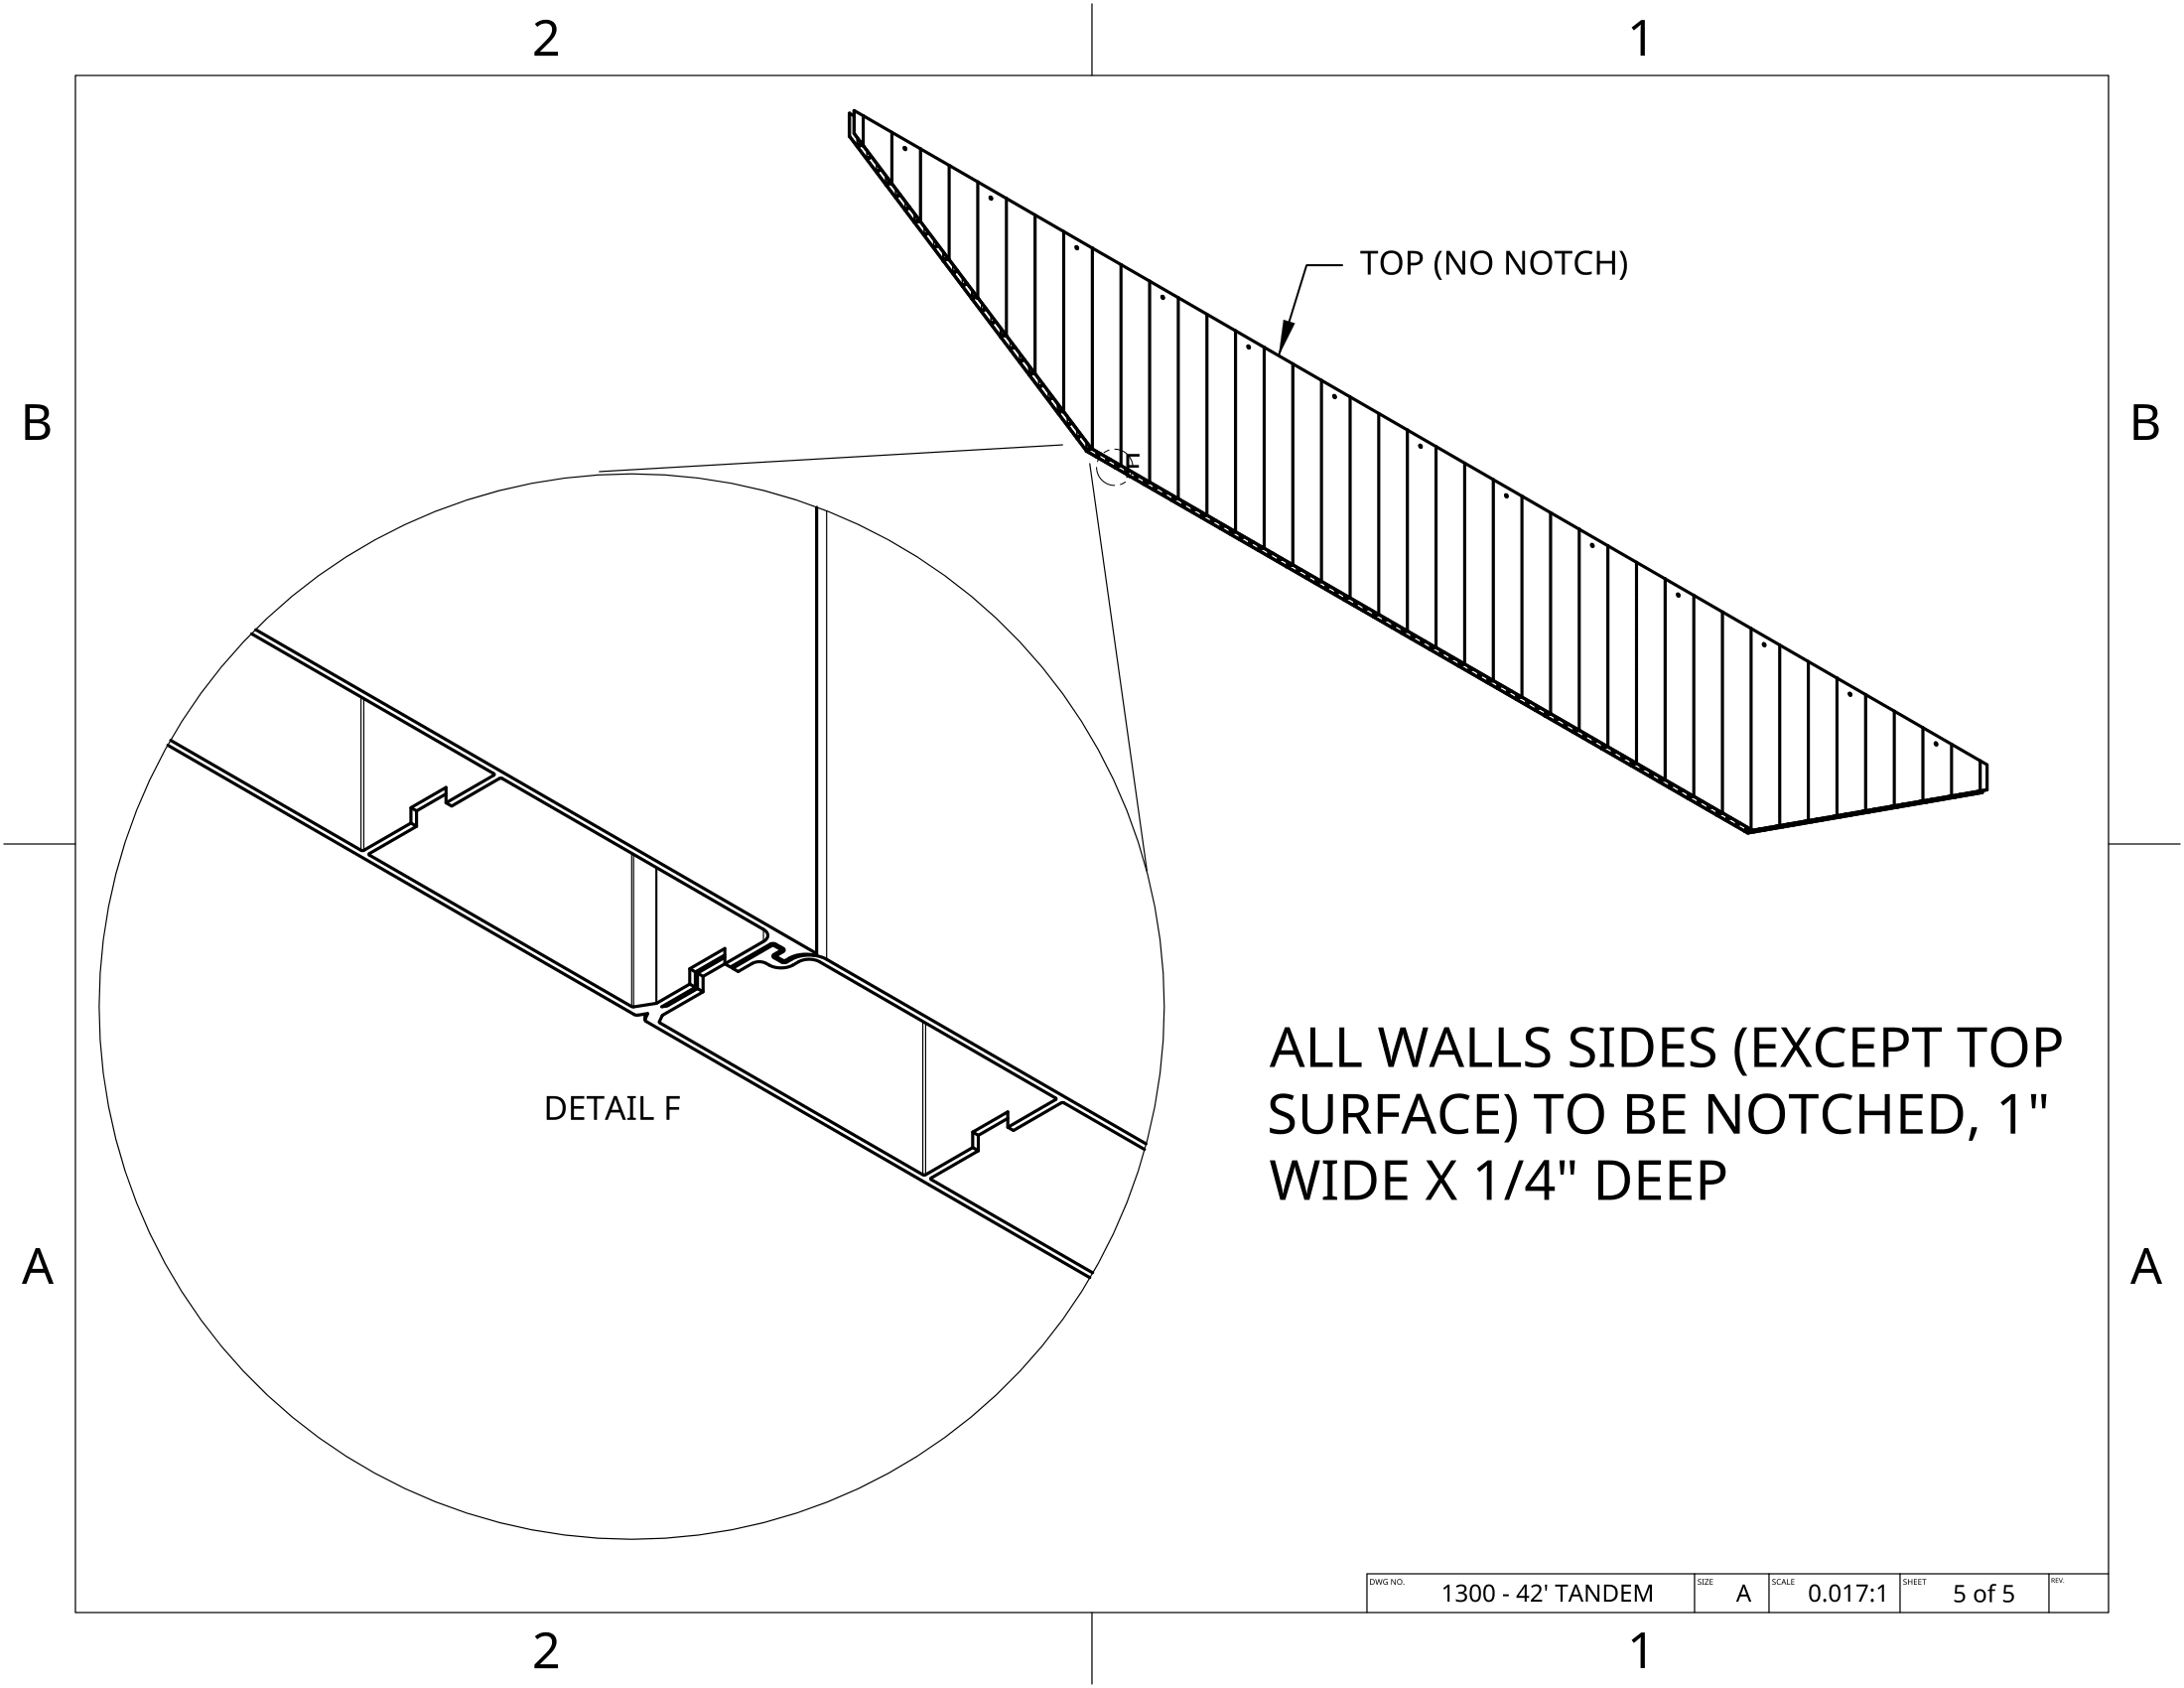 2
1
TOP (NO NOTCH)
B
B
F
DETAIL F
ALL WALLS SIDES (EXCEPT TOP
SURFACE) TO BE NOTCHED, 1"
WIDE X 1/4" DEEP
A
A
DWG NO.
1300 - 42' TANDEM
SIZE
A
SCALE
0.017:1
SHEET
5 of 5
REV.
2
1